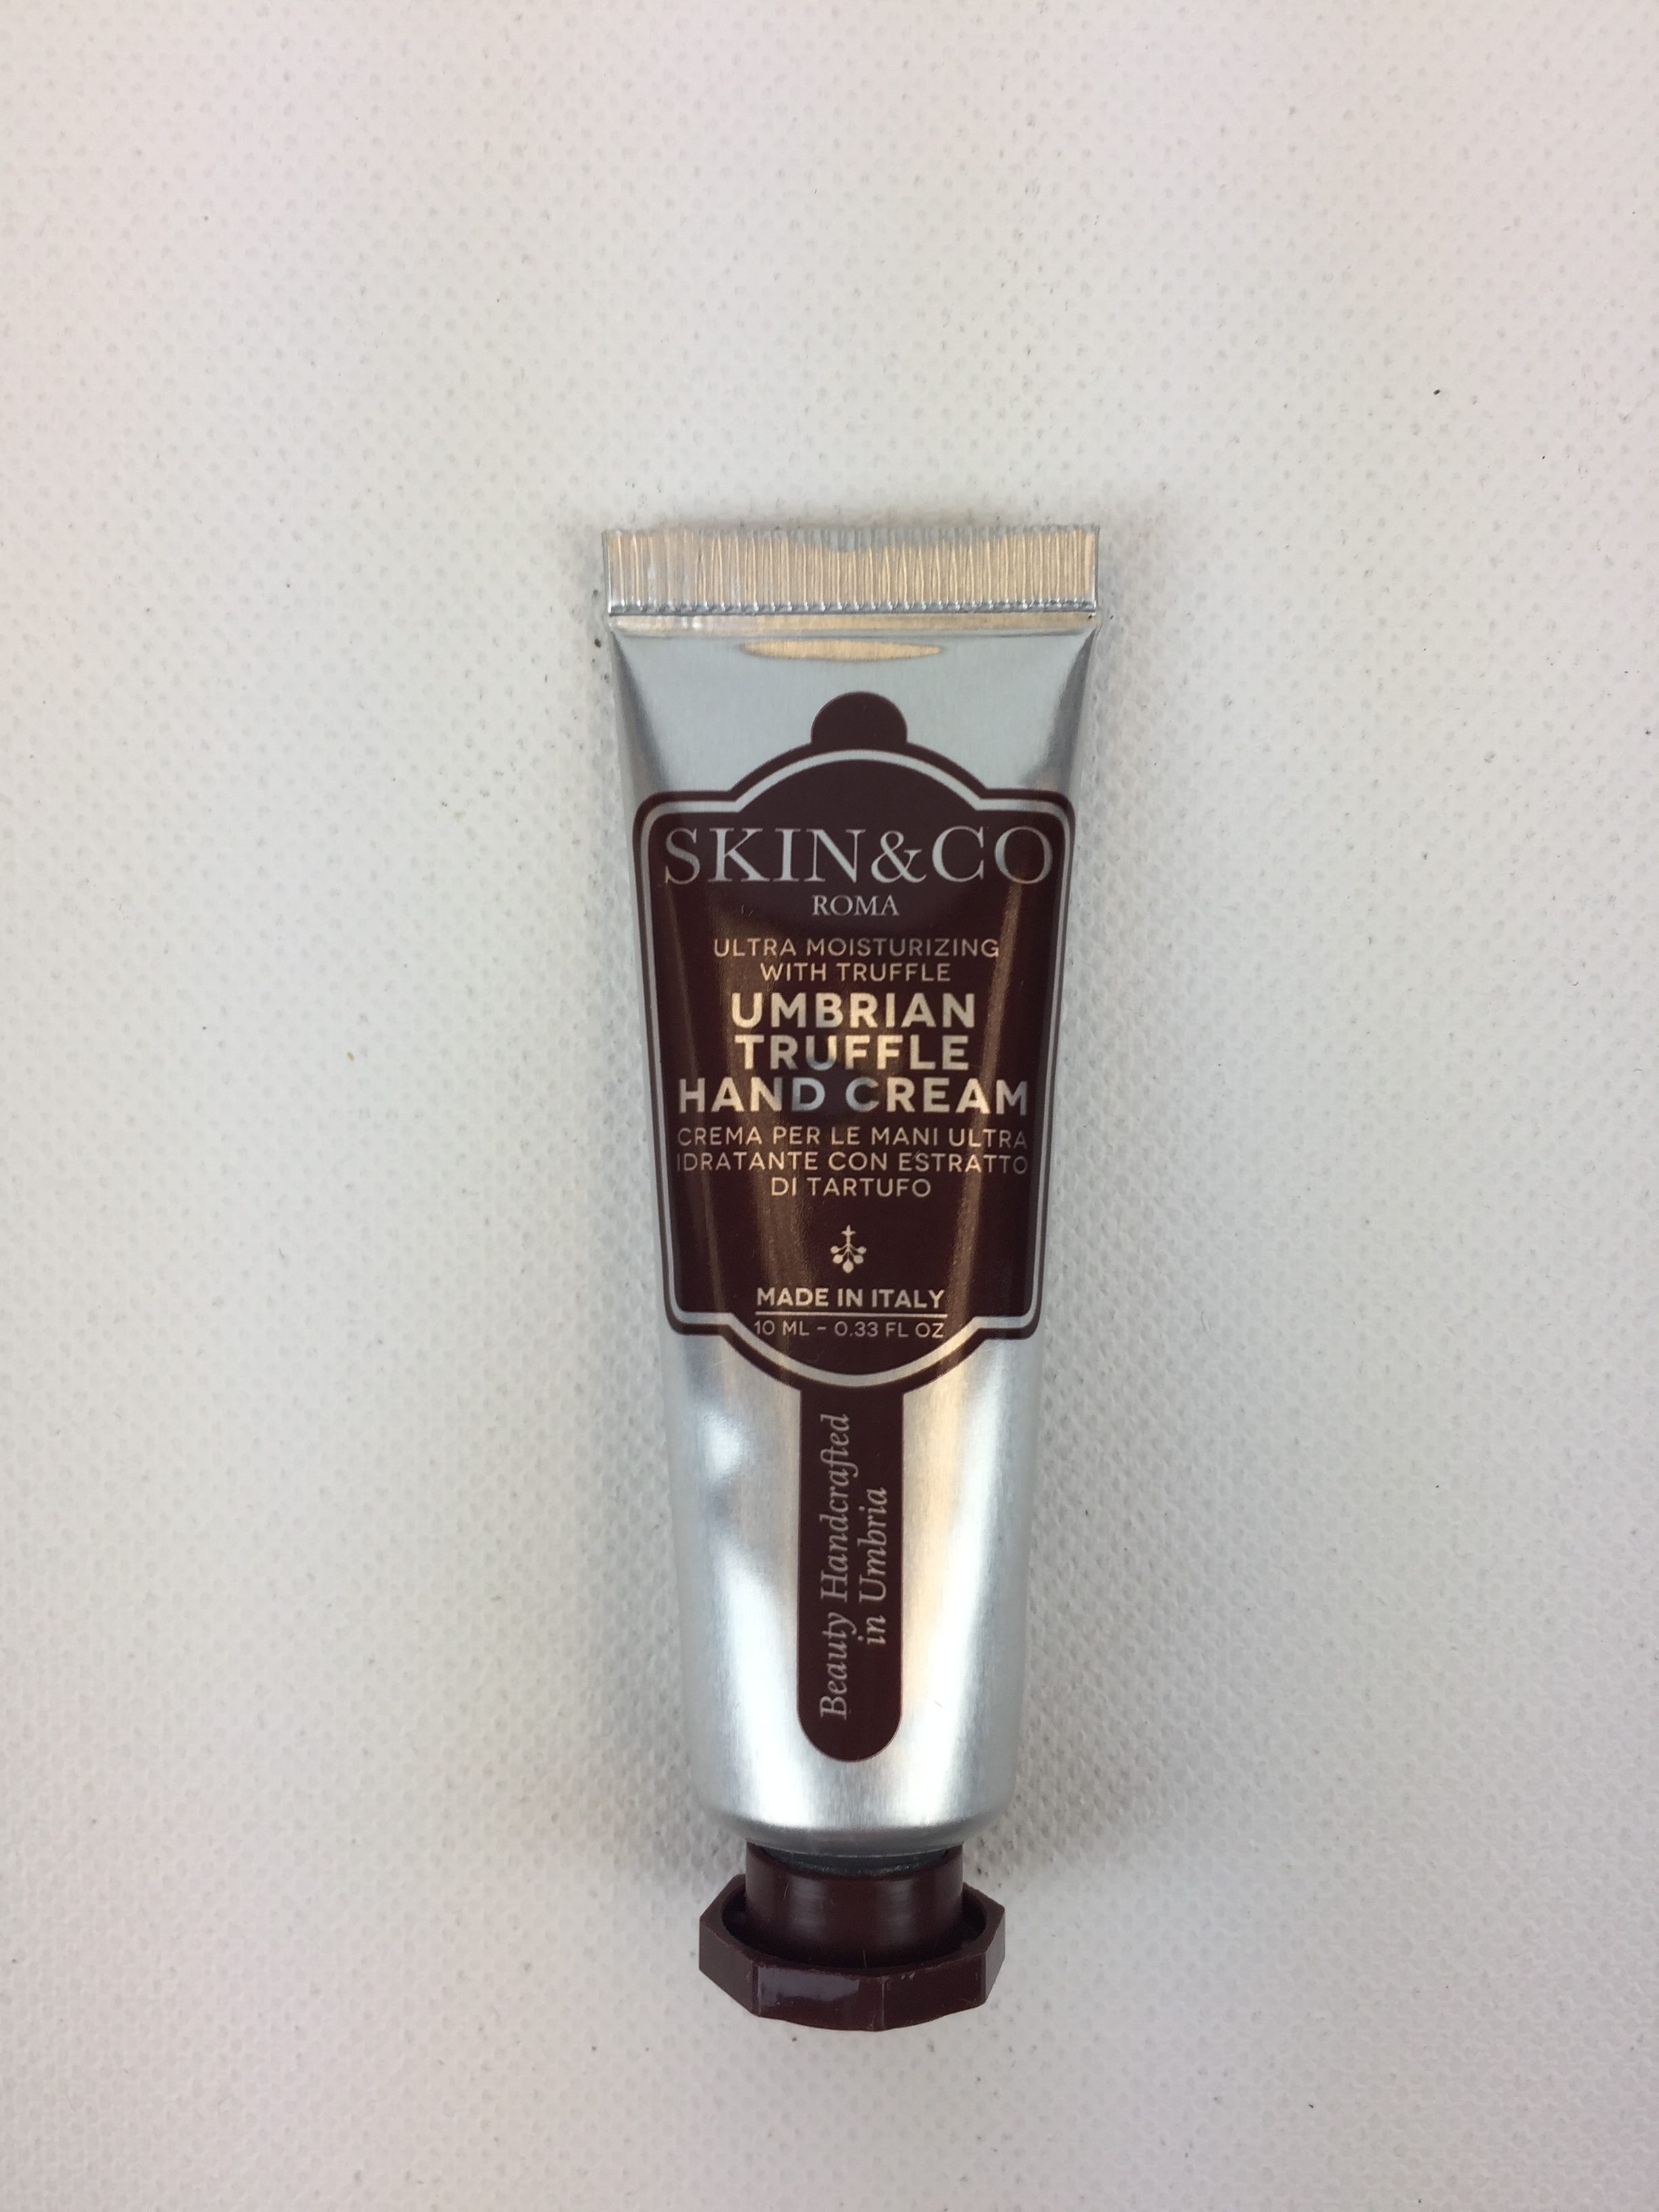 SKIN&CO
ROMA
ULTRA MOISTURIZING
WITH TRUFFLE
UMBRIAN
TRUFFLE
HAND CREAM
CREMA PER LE MANI ULTRA
IDRATANTE CON ESTRATTO
DI TARTUFO
MADE IN ITALY
10 ML - 0.33 FL OZ
Beauty Handcrafted
in Umbria